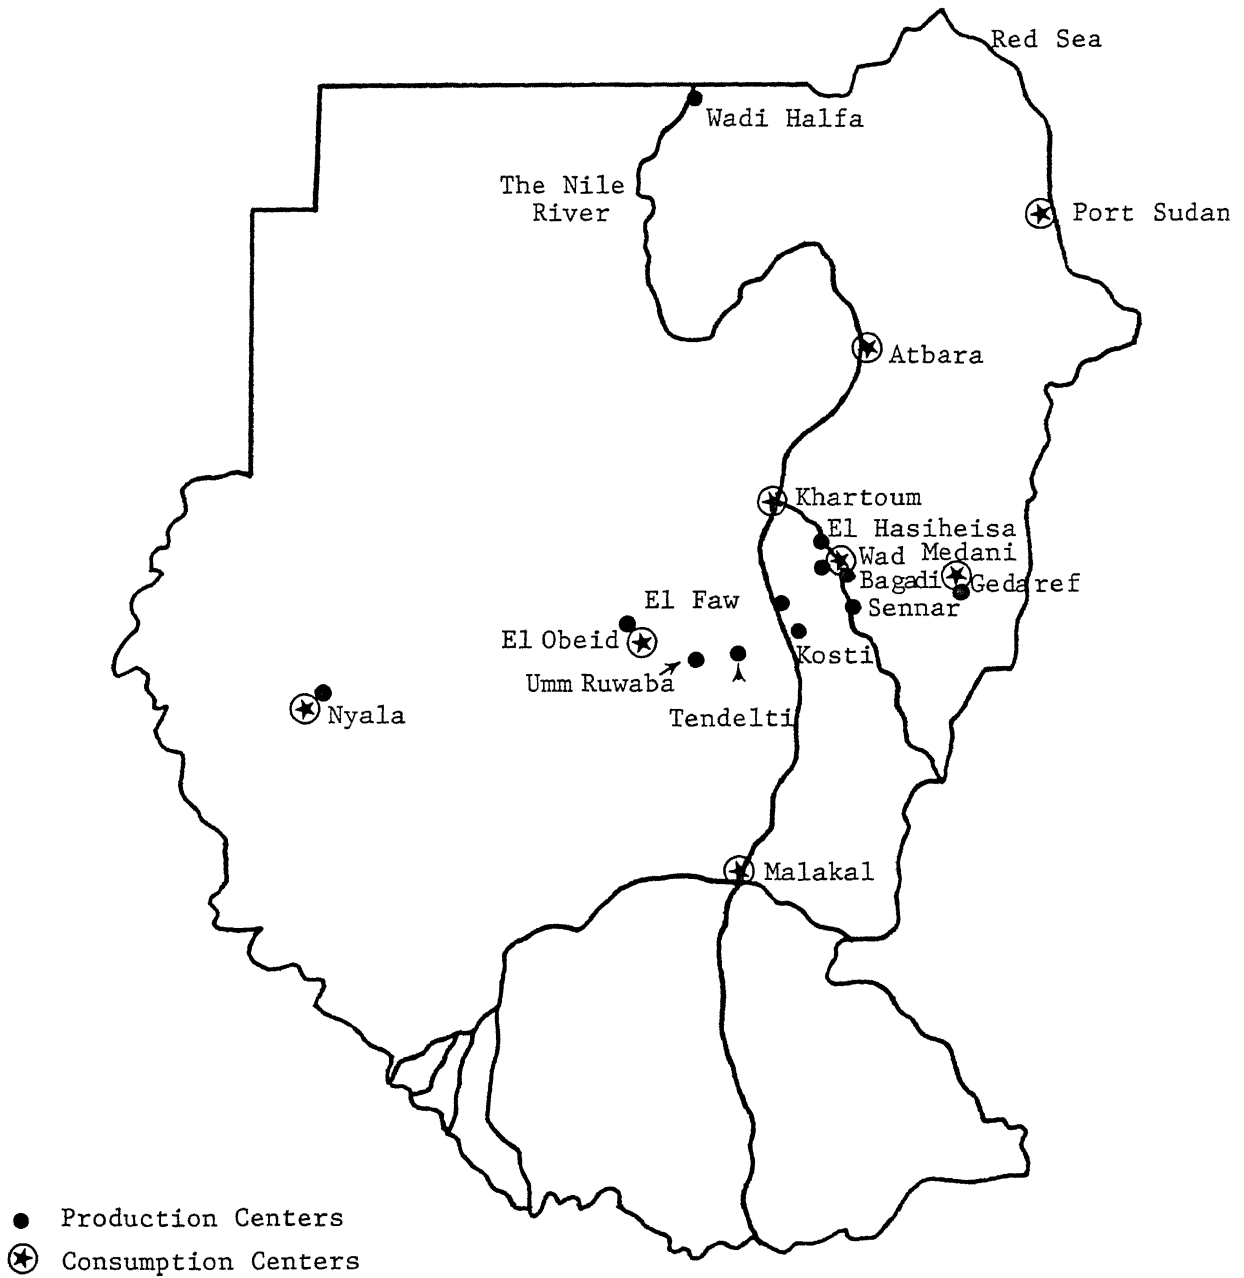 Red Sea
Wadi Halfa
The Nile
River
Port Sudan
Atbara
Khartoum
El Hasiheisa
Wad Medani
Bagadi
Gedaref
El Faw
Sennar
El Obeid
Kosti
Umm Ruwaba
Tendelti
Nyala
Malakal
Production Centers
Consumption Centers